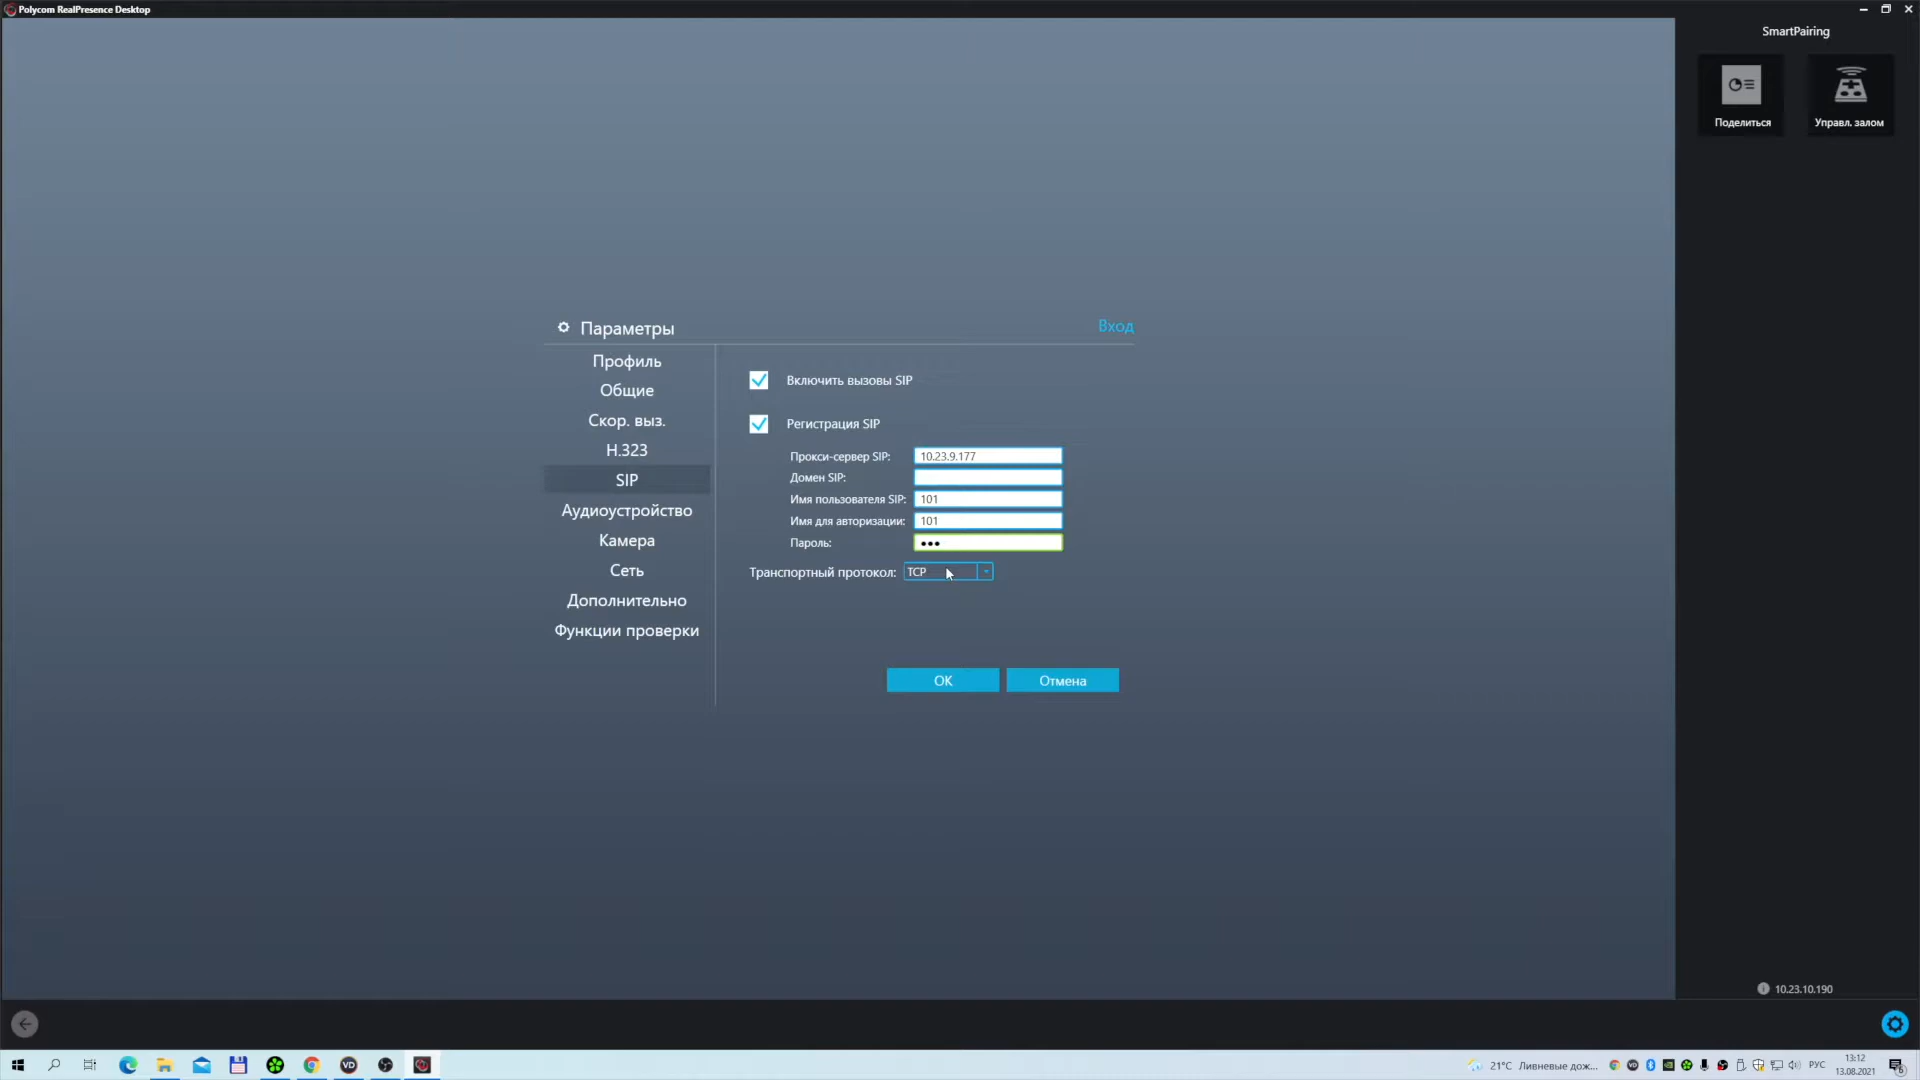 Polycom RealPresence Desktop
SmartPairing
Поделиться
Управл. залом
Параметры
Вход
Профиль
Общие
Скор. выз.
H.323
SIP
Аудиоустройство
Камера
Сеть
Дополнительно
Функции проверки
Включить вызовы SIP
Регистрация SIP
Прокси-сервер SIP: 10.23.9.177
Домен SIP:
Имя пользователя SIP: 101
Имя для авторизации: 101
Пароль: •••
Транспортный протокол: TCP
OK
Отмена
10.23.10.190
VD
21°C Ливневые дож...
РУС
13:12
13.08.2021